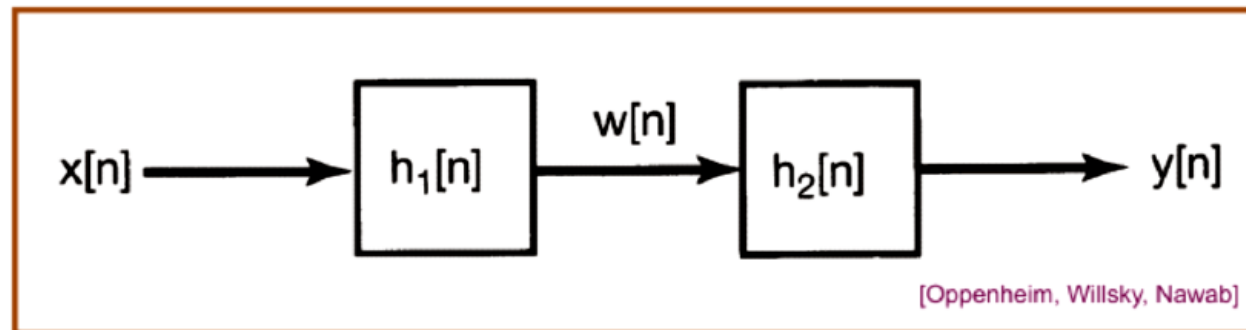 w[n]
x[n] h₁[n] h₂[n] y[n]
[Oppenheim, Willsky, Nawab]